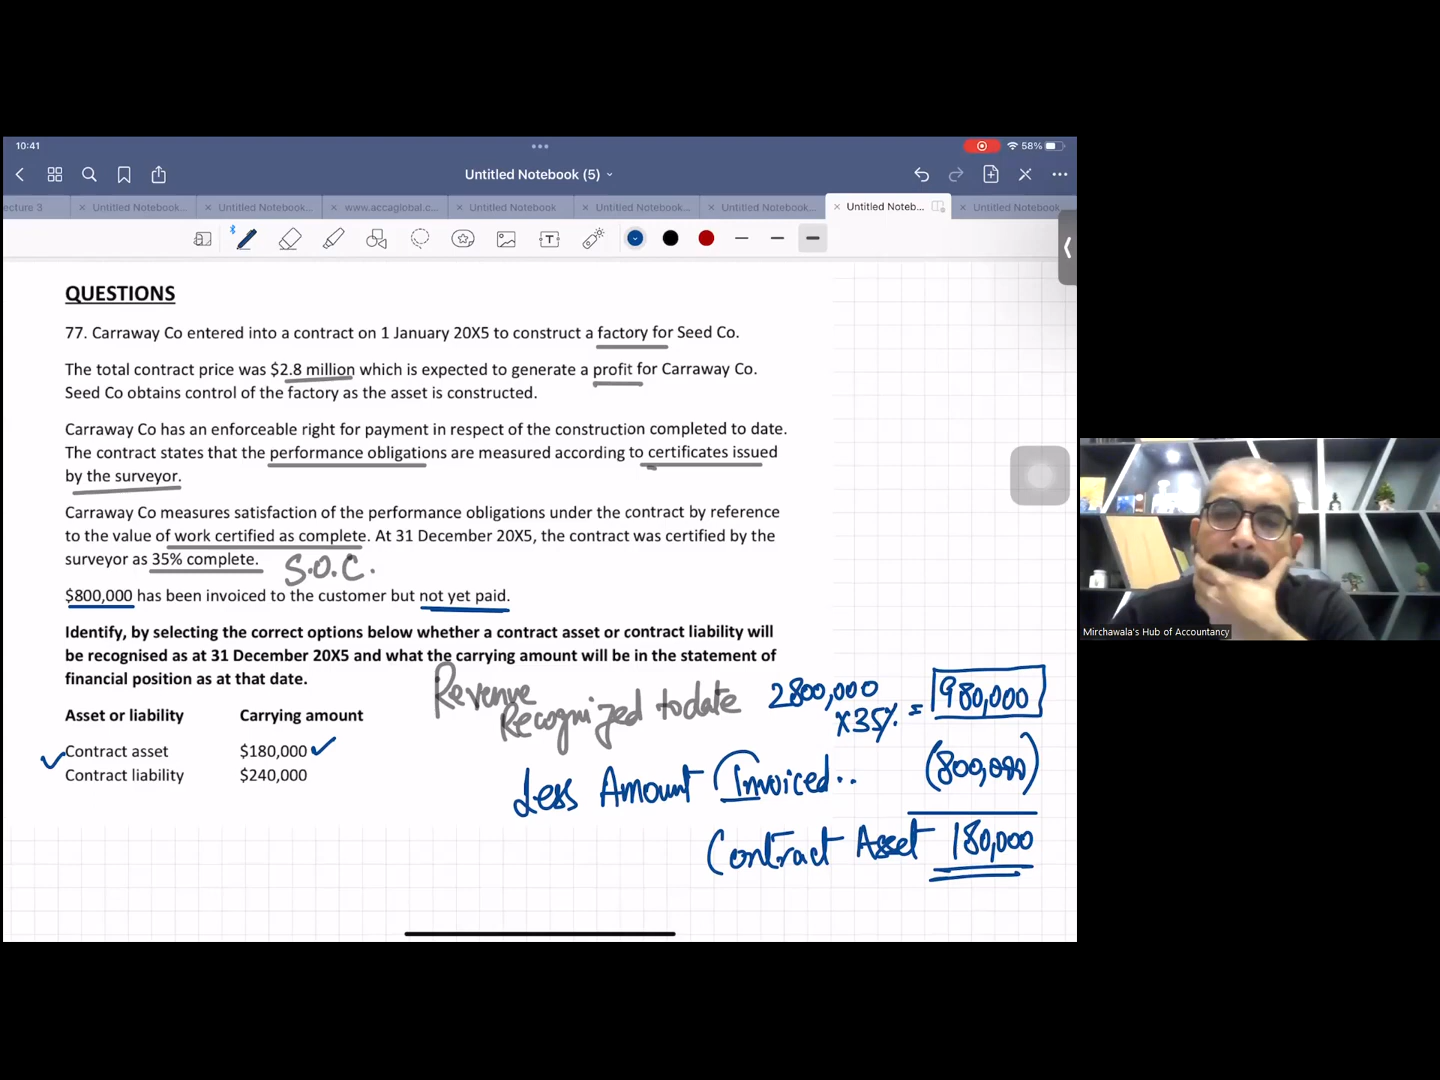 10:41
58%
Untitled Notebook (5)
ecture 3
Untitled Notebook...
Untitled Notebook...
www.accaglobal.c...
Untitled Notebook
Untitled Notebook...
Untitled Notebook...
Untitled Noteb...
Untitled Notebook
QUESTIONS
77. Carraway Co entered into a contract on 1 January 20X5 to construct a factory for Seed Co.
The total contract price was $2.8 million which is expected to generate a profit for Carraway Co.
Seed Co obtains control of the factory as the asset is constructed.
Carraway Co has an enforceable right for payment in respect of the construction completed to date.
The contract states that the performance obligations are measured according to certificates issued
by the surveyor.
Carraway Co measures satisfaction of the performance obligations under the contract by reference
to the value of work certified as complete. At 31 December 20X5, the contract was certified by the
surveyor as 35% complete. S.O.C.
$800,000 has been invoiced to the customer but not yet paid.
Identify, by selecting the correct options below whether a contract asset or contract liability will
be recognised as at 31 December 20X5 and what the carrying amount will be in the statement of
financial position as at that date.
Asset or liability Carrying amount
Contract asset $180,000
Contract liability $240,000
Revenue
Recognized to date 2800,000
x35% = 980,000
Less Amount Invoiced.. (800,000)
Contract Asset 180,000
Mirchawala's Hub of Accountancy